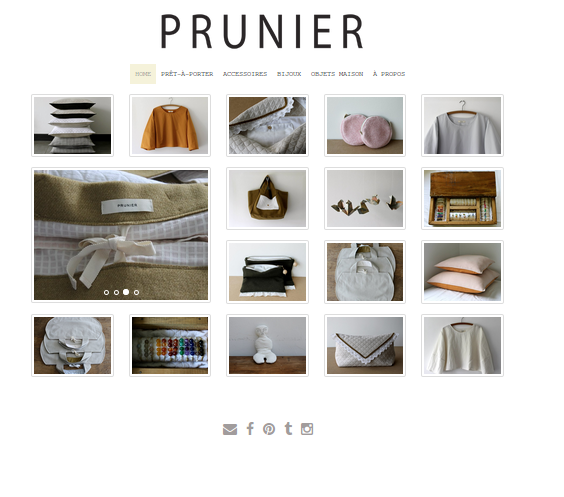 PRUNIER
HOME PRÊT-À-PORTER ACCESSOIRES BIJOUX OBJETS MAISON À PROPOS
PRUNIER